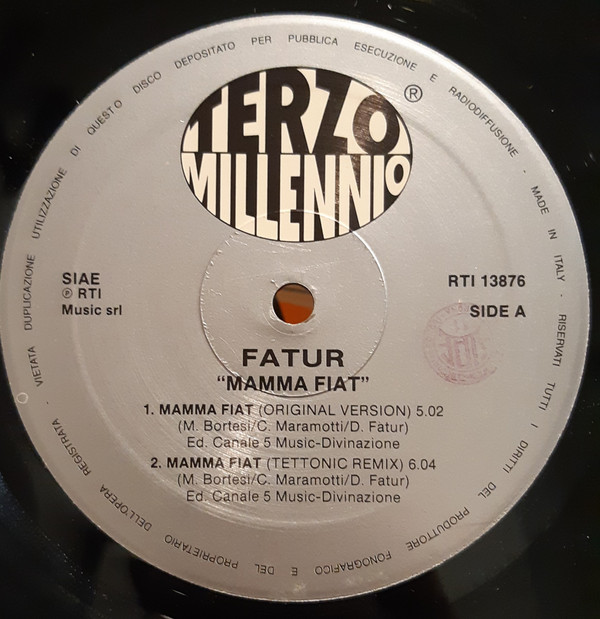 TERZO
MILLENNIO
®
SIAE
℗ RTI
Music srl
RTI 13876
SIDE A
FATUR
“MAMMA FIAT”
1. MAMMA FIAT (ORIGINAL VERSION) 5.02
(M. Bortesi/C. Maramotti/D. Fatur)
Ed. Canale 5 Music-Divinazione
2. MAMMA FIAT (TETTONIC REMIX) 6.04
(M. Bortesi/C. Maramotti/D. Fatur)
Ed. Canale 5 Music-Divinazione
MADE IN ITALY · RISERVATI TUTTI I DIRITTI DEL PRODUTTORE FONOGRAFICO E DEL PROPRIETARIO DELL'OPERA REGISTRATA · VIETATA DUPLICAZIONE UTILIZZAZIONE DI QUESTO DISCO DEPOSITATO PER PUBBLICA ESECUZIONE E RADIODIFFUSIONE ·